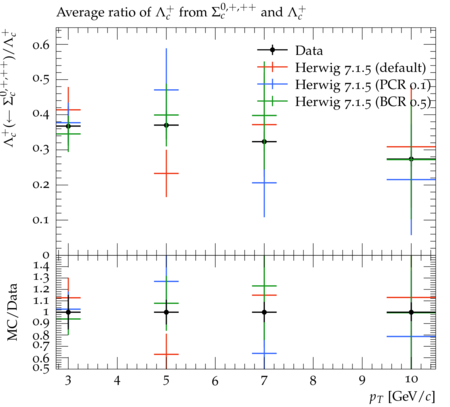 Average ratio of Λc+ from Σc0,+,++ and Λc+
Λc+(← Σc0,+,++)/Λc+
0.6
0.5
0.4
0.3
0.2
0.1
0
Data
Herwig 7.1.5 (default)
Herwig 7.1.5 (PCR 0.1)
Herwig 7.1.5 (BCR 0.5)
MC/Data
1.4
1.3
1.2
1.1
1
0.9
0.8
0.7
0.6
0.5
3 4 5 6 7 8 9 10
pT [GeV/c]